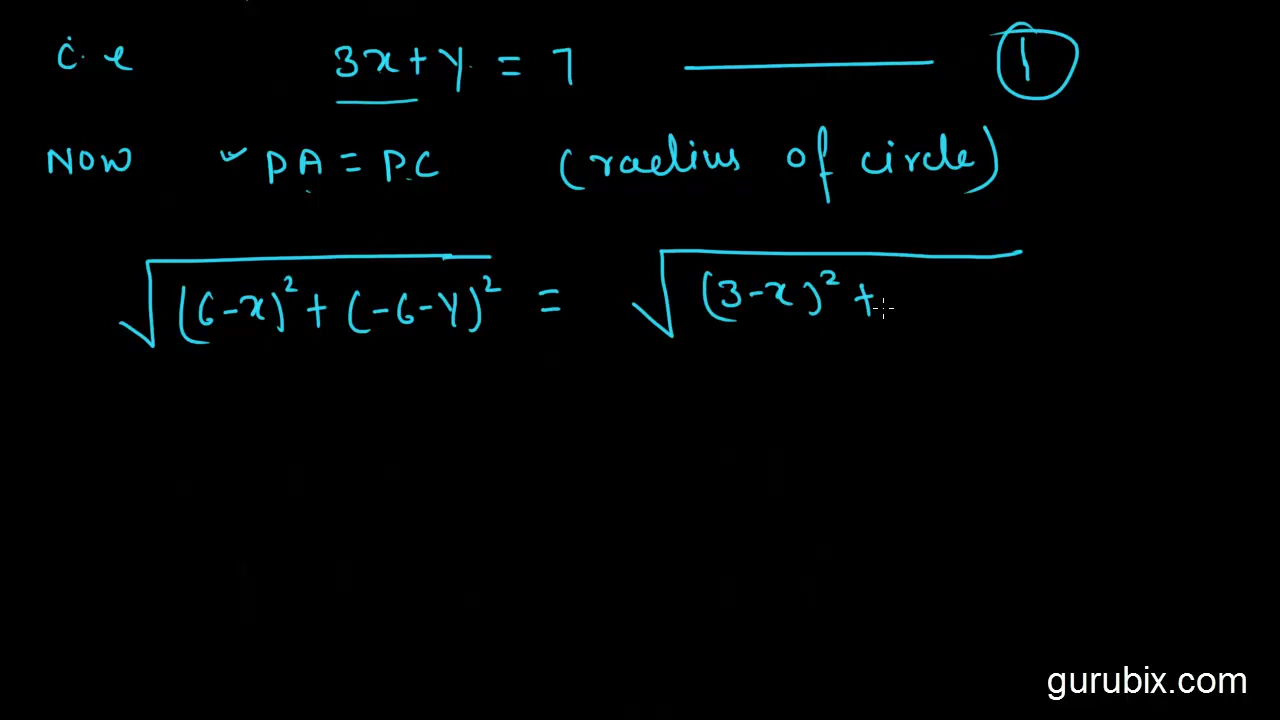 i.e 3x + y = 7 ——— ①
NOW ✓ PA = PC (radius of circle)
√((6-x)² + (-6-y)²) = √((3-x)² +
gurubix.com